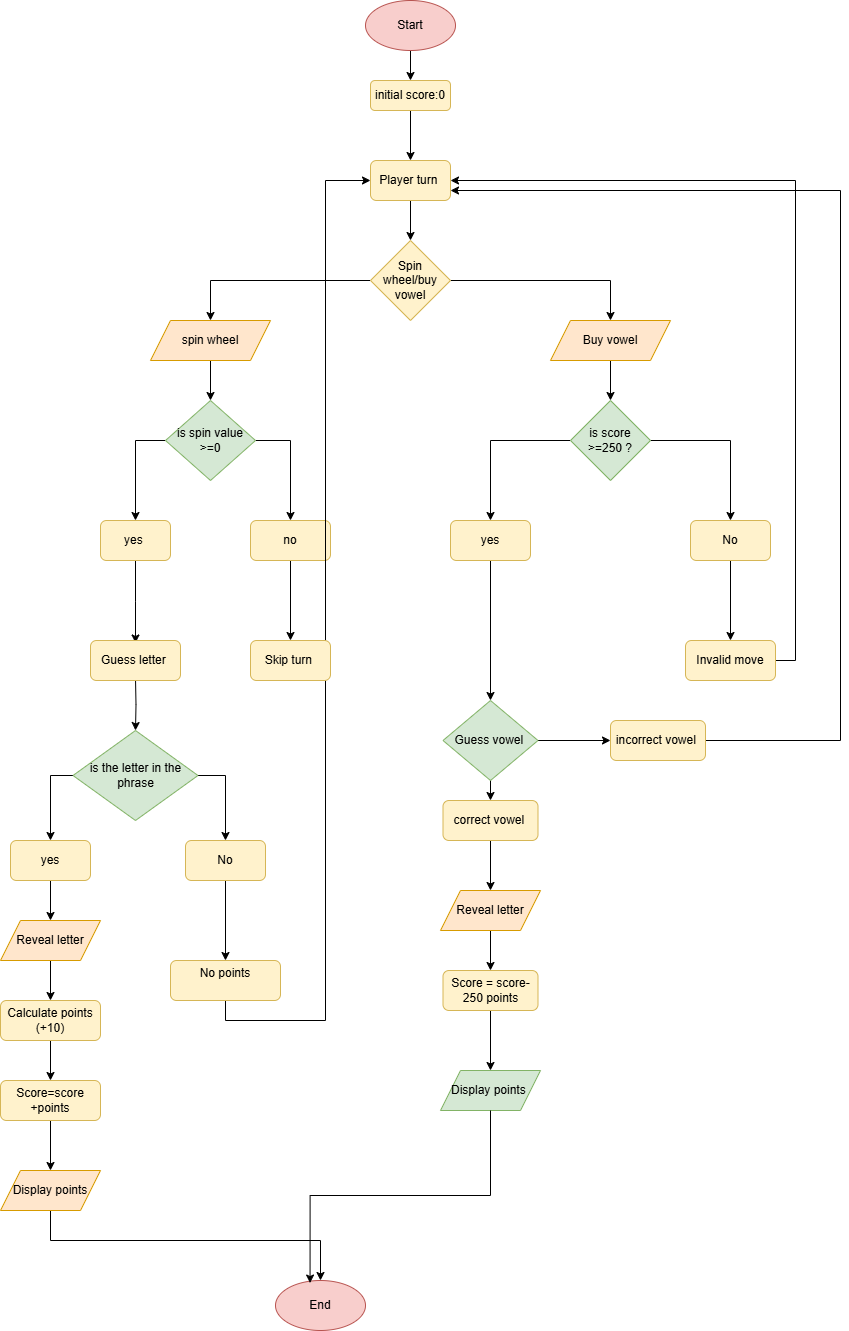 Start
initial score:0
Player turn
Spin
wheel/buy
vowel
spin wheel
Buy vowel
is spin value
>=0
is score
>=250 ?
yes
no
yes
No
Guess letter
Skip turn
Invalid move
Guess vowel
incorrect vowel
is the letter in the
phrase
correct vowel
yes
No
Reveal letter
Reveal letter
No points
Score = score-
250 points
Calculate points
(+10)
Display points
Score=score
+points
Display points
End